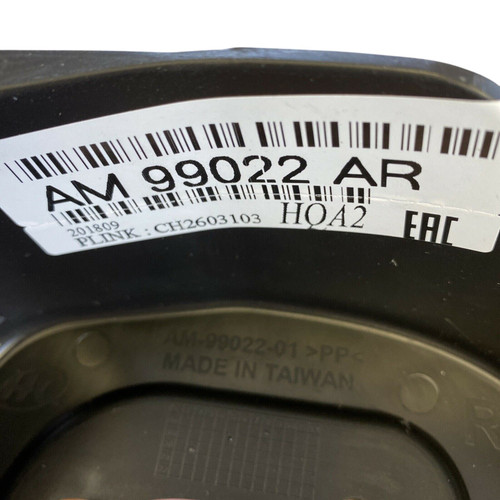 AM 99022 AR
201809
PLINK : CH2603103
HQA2
EAC
AM-99022-01 >PP<
MADE IN TAIWAN
R